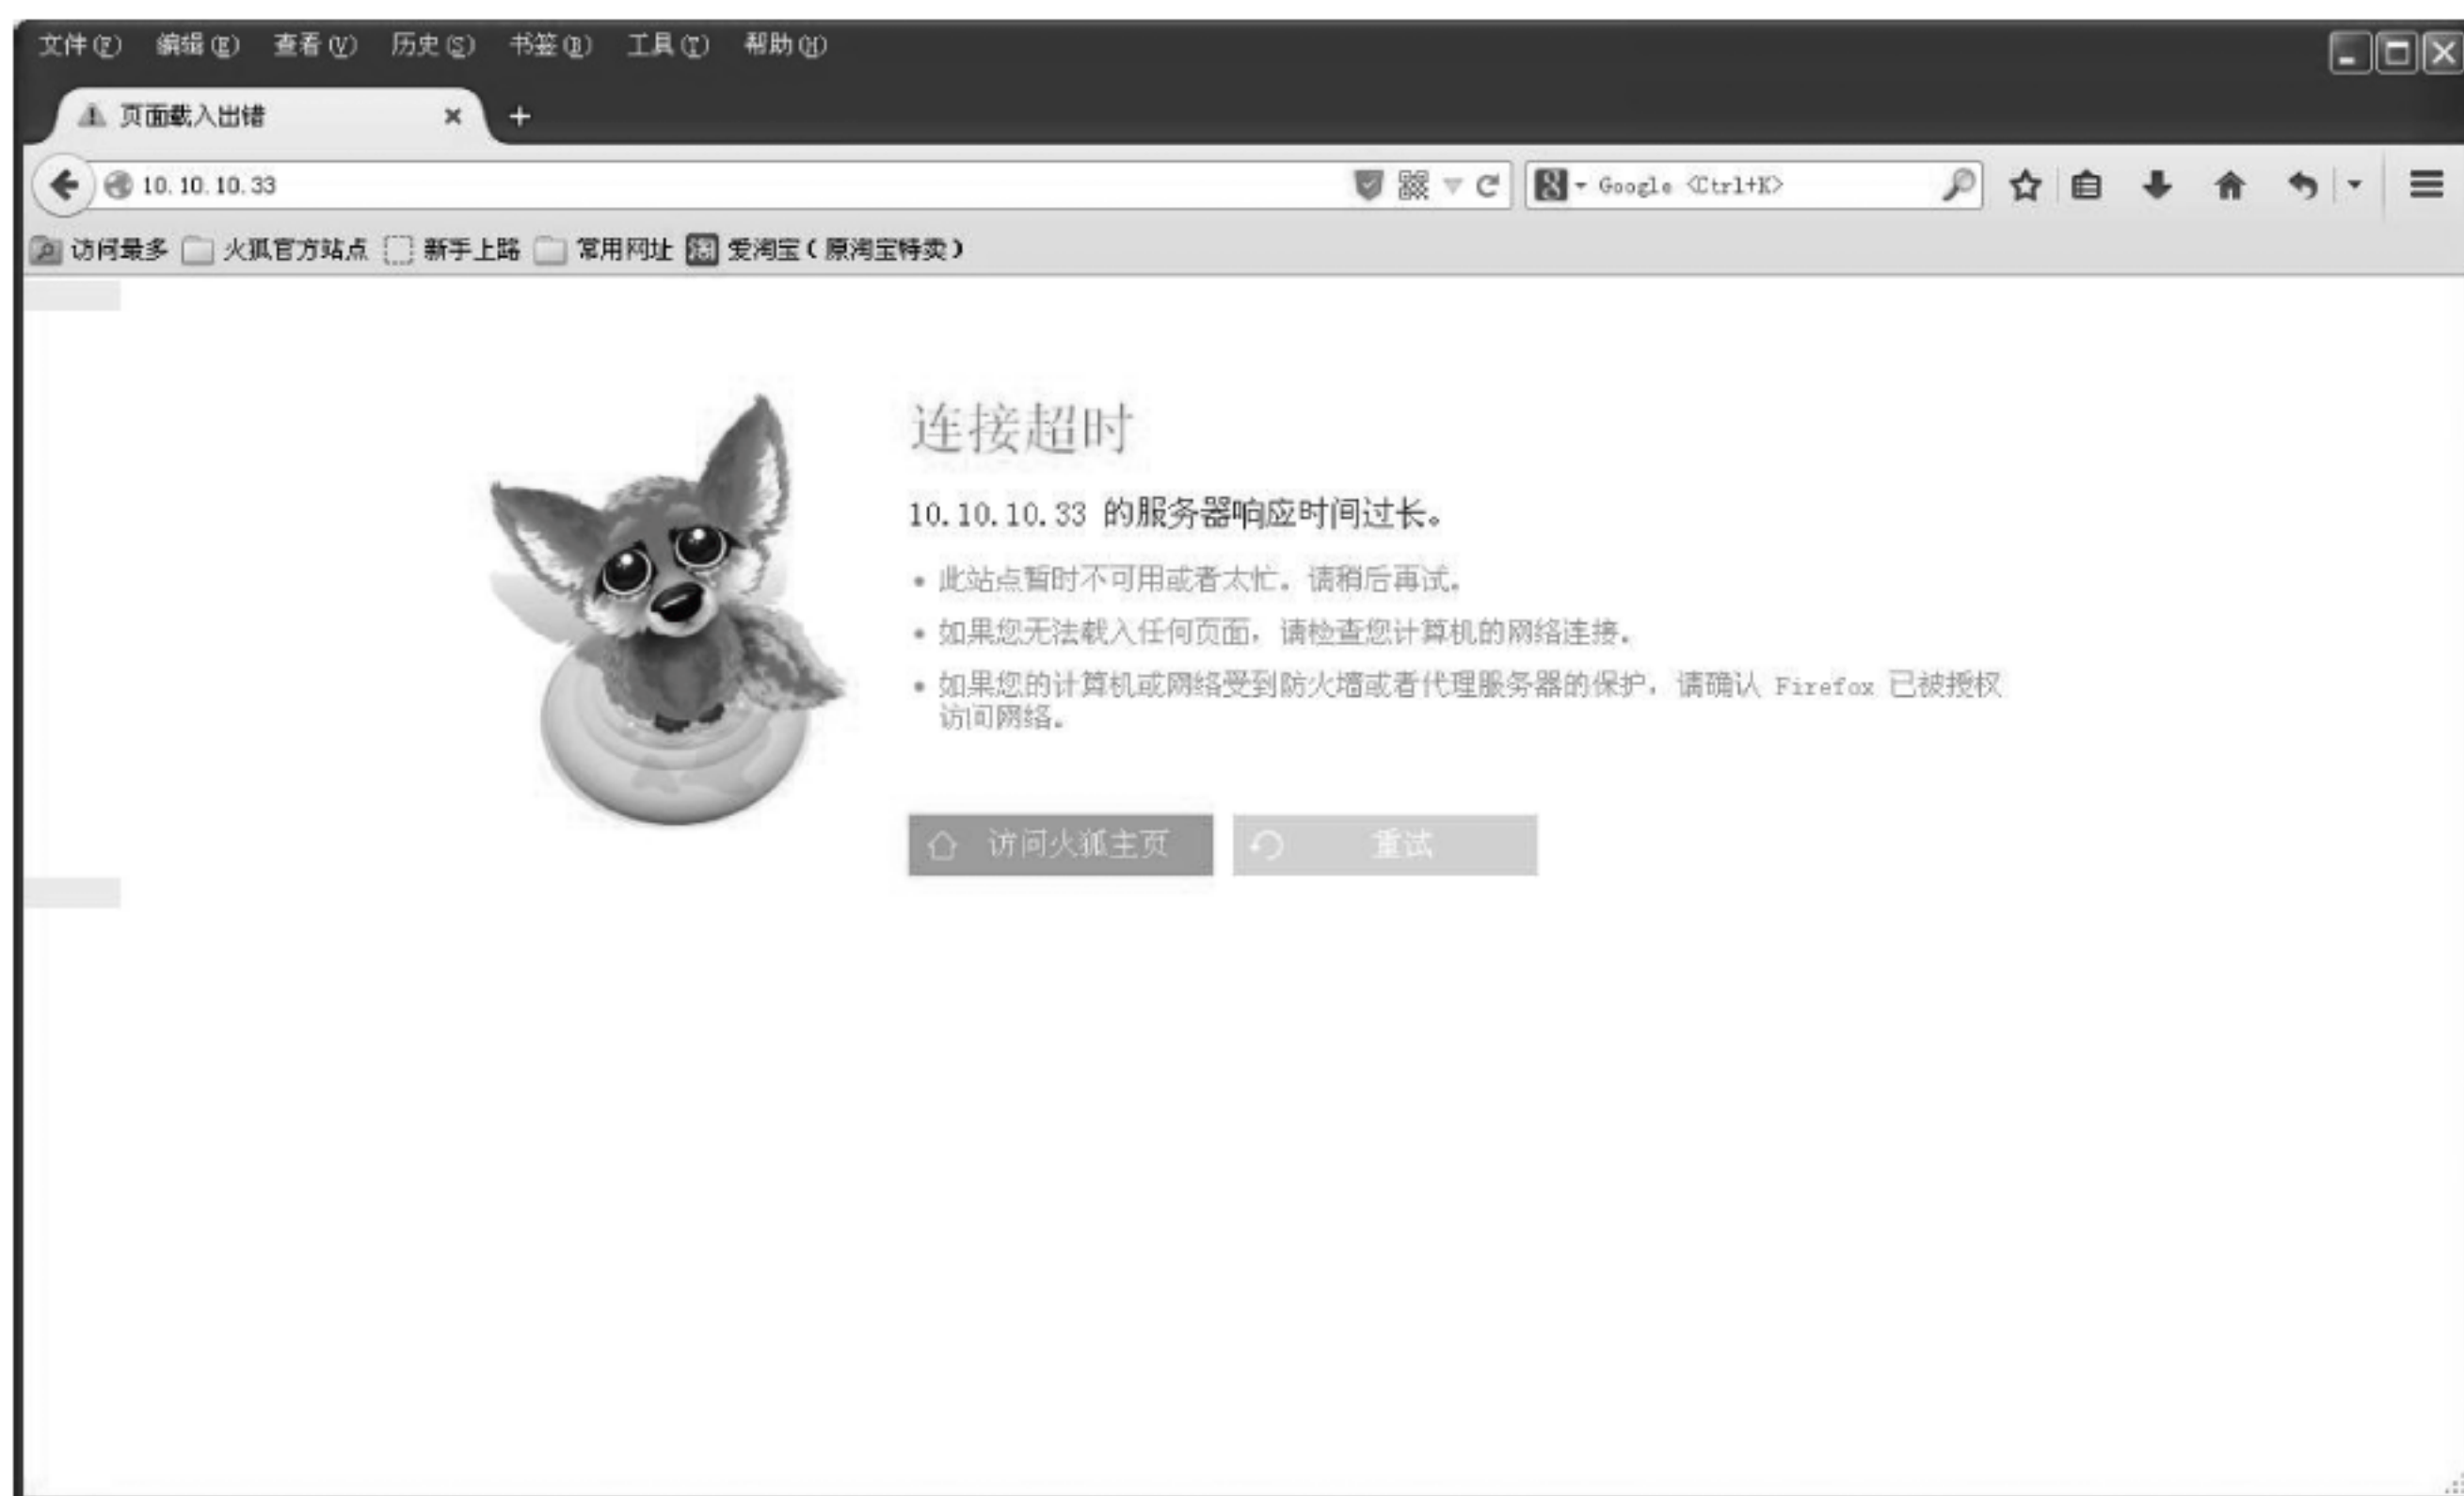 文件(F) 编辑(E) 查看(V) 历史(S) 书签(B) 工具(T) 帮助(H)
页面载入出错
10.10.10.33
Google <Ctrl+K>
访问最多 火狐官方站点 新手上路 常用网址 淘 爱淘宝(原淘宝特卖)
连接超时
10.10.10.33 的服务器响应时间过长。
• 此站点暂时不可用或者太忙。请稍后再试。
• 如果您无法载入任何页面，请检查您计算机的网络连接。
• 如果您的计算机或网络受到防火墙或者代理服务器的保护，请确认 Firefox 已被授权
访问网络。
访问火狐主页 重试